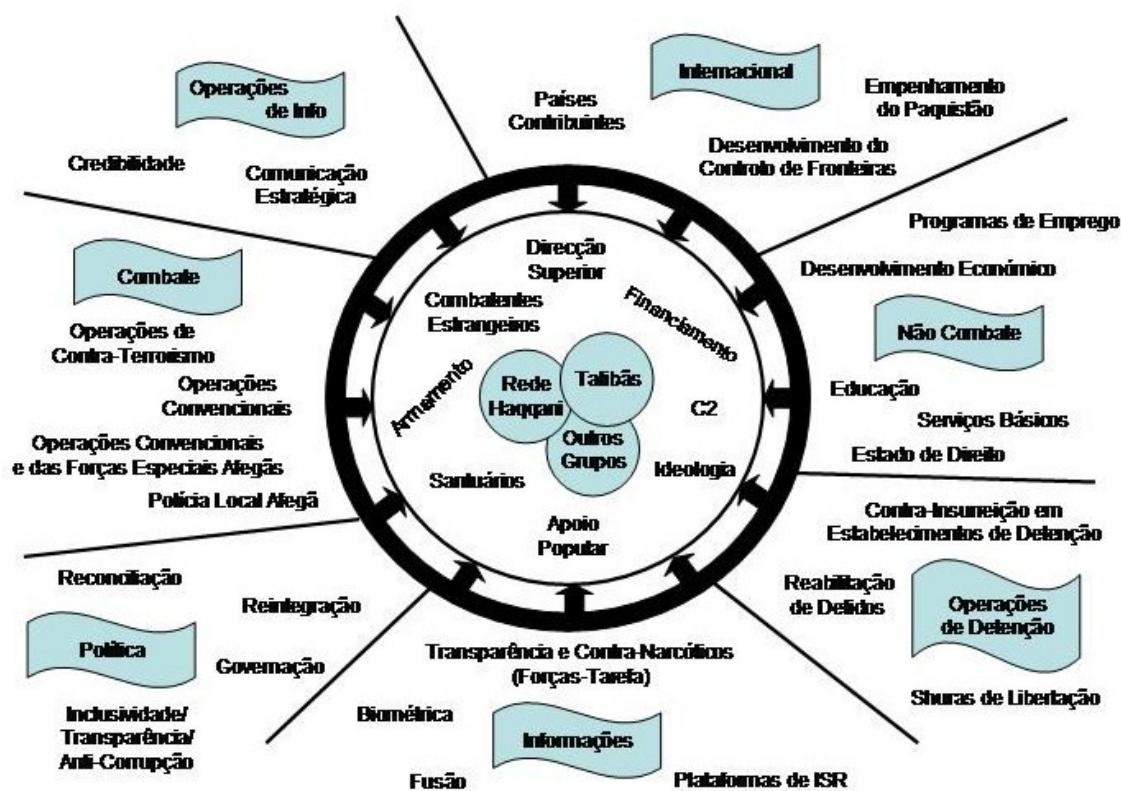 Operações
de Info
Credibilidade
Comunicação
Estratégica
Internacional
Países
Contribuintes
Empenhamento
do Paquistão
Desenvolvimento do
Controlo de Fronteiras
Programas de Emprego
Desenvolvimento Económico
Não Combate
Educação
Serviços Básicos
Estado de Direito
Combate
Operações de
Contra-Terrorismo
Operações
Convencionais
Operações Convencionais
e das Forças Especiais Afegãs
Polícia Local Afegã
Direcção
Superior
Combatentes
Estrangeiros
Financiamento
Armamento
Rede
Haqqani
Talibãs
Outros
Grupos
C2
Santuários
Ideologia
Apoio
Popular
Contra-Insurreição em
Estabelecimentos de Detenção
Reabilitação
de Detidos
Operações
de Detenção
Shuras de Libertação
Reconciliação
Reintegração
Política
Governação
Inclusividade/
Transparência/
Anti-Corrupção
Transparência e Contra-Narcóticos
(Forças-Tarefa)
Biométrica
Informações
Fusão
Plataformas de ISR